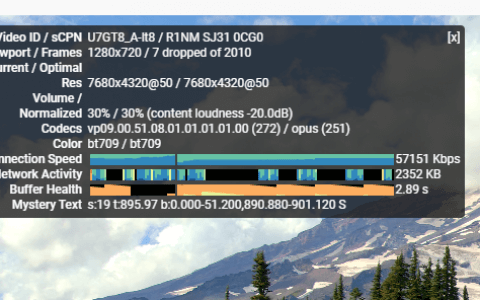 Video ID / sCPN U7GT8_A-lt8 / R1NM SJ31 0CG0 [x]
wport / Frames 1280x720 / 7 dropped of 2010
urrent / Optimal
Res 7680x4320@50 / 7680x4320@50
Volume /
Normalized 30% / 30% (content loudness -20.0dB)
Codecs vp09.00.51.08.01.01.01.01.00 (272) / opus (251)
Color bt709 / bt709
nnection Speed 57151 Kbps
etwork Activity 2352 KB
Buffer Health 2.89 s
Mystery Text s:19 t:895.97 b:0.000-51.200,890.880-901.120 S